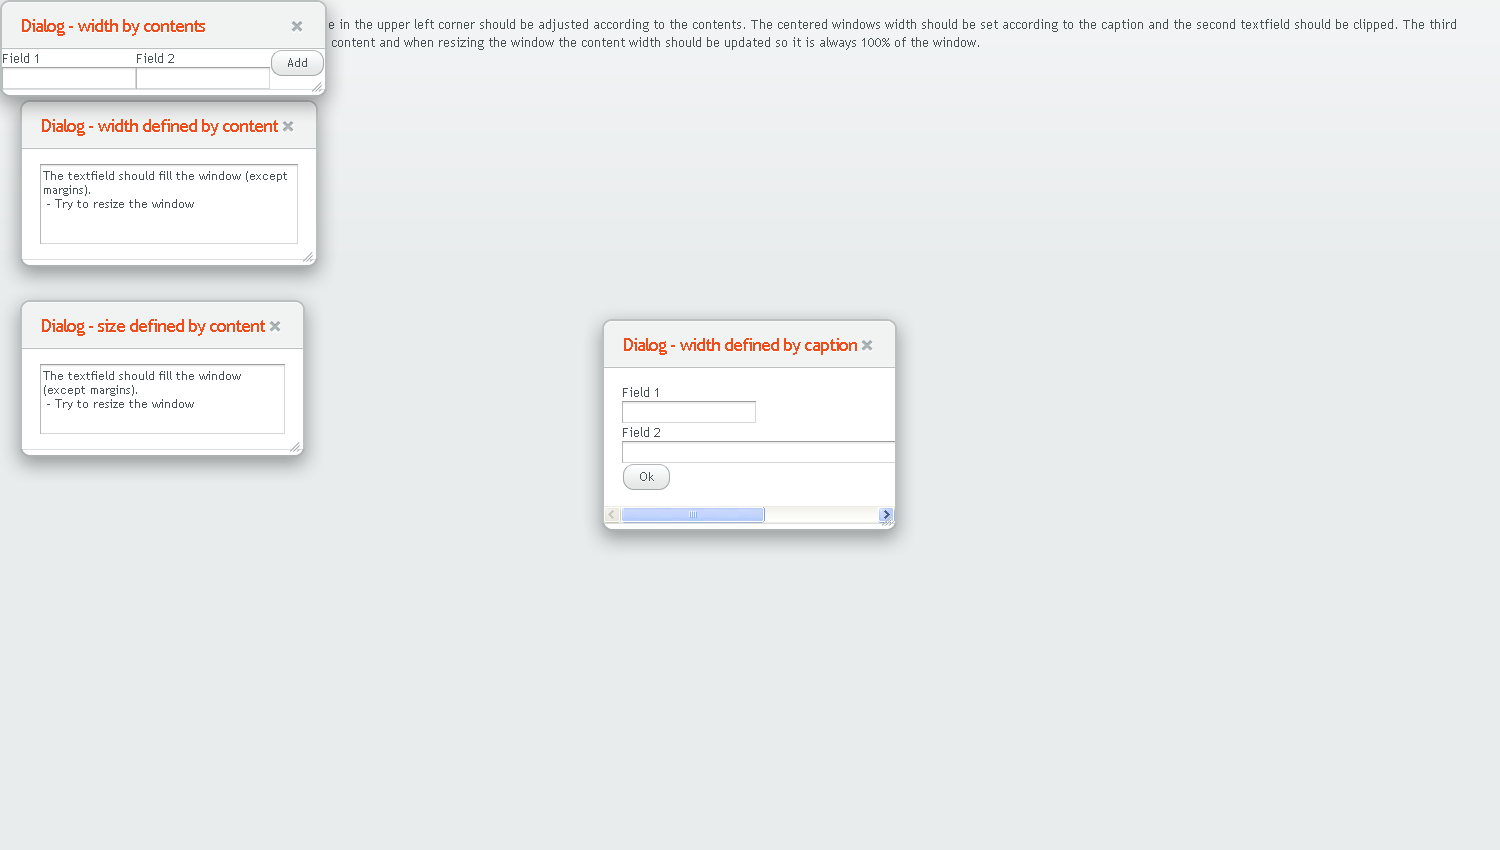 Dialog - width by contents
e in the upper left corner should be adjusted according to the contents. The centered windows width should be set according to the caption and the second textfield should be clipped. The third
content and when resizing the window the content width should be updated so it is always 100% of the window.
Field 1
Field 2
Add
Dialog - width defined by content
The textfield should fill the window (except
margins).
- Try to resize the window
Dialog - size defined by content
The textfield should fill the window
(except margins).
- Try to resize the window
Dialog - width defined by caption
Field 1
Field 2
Ok